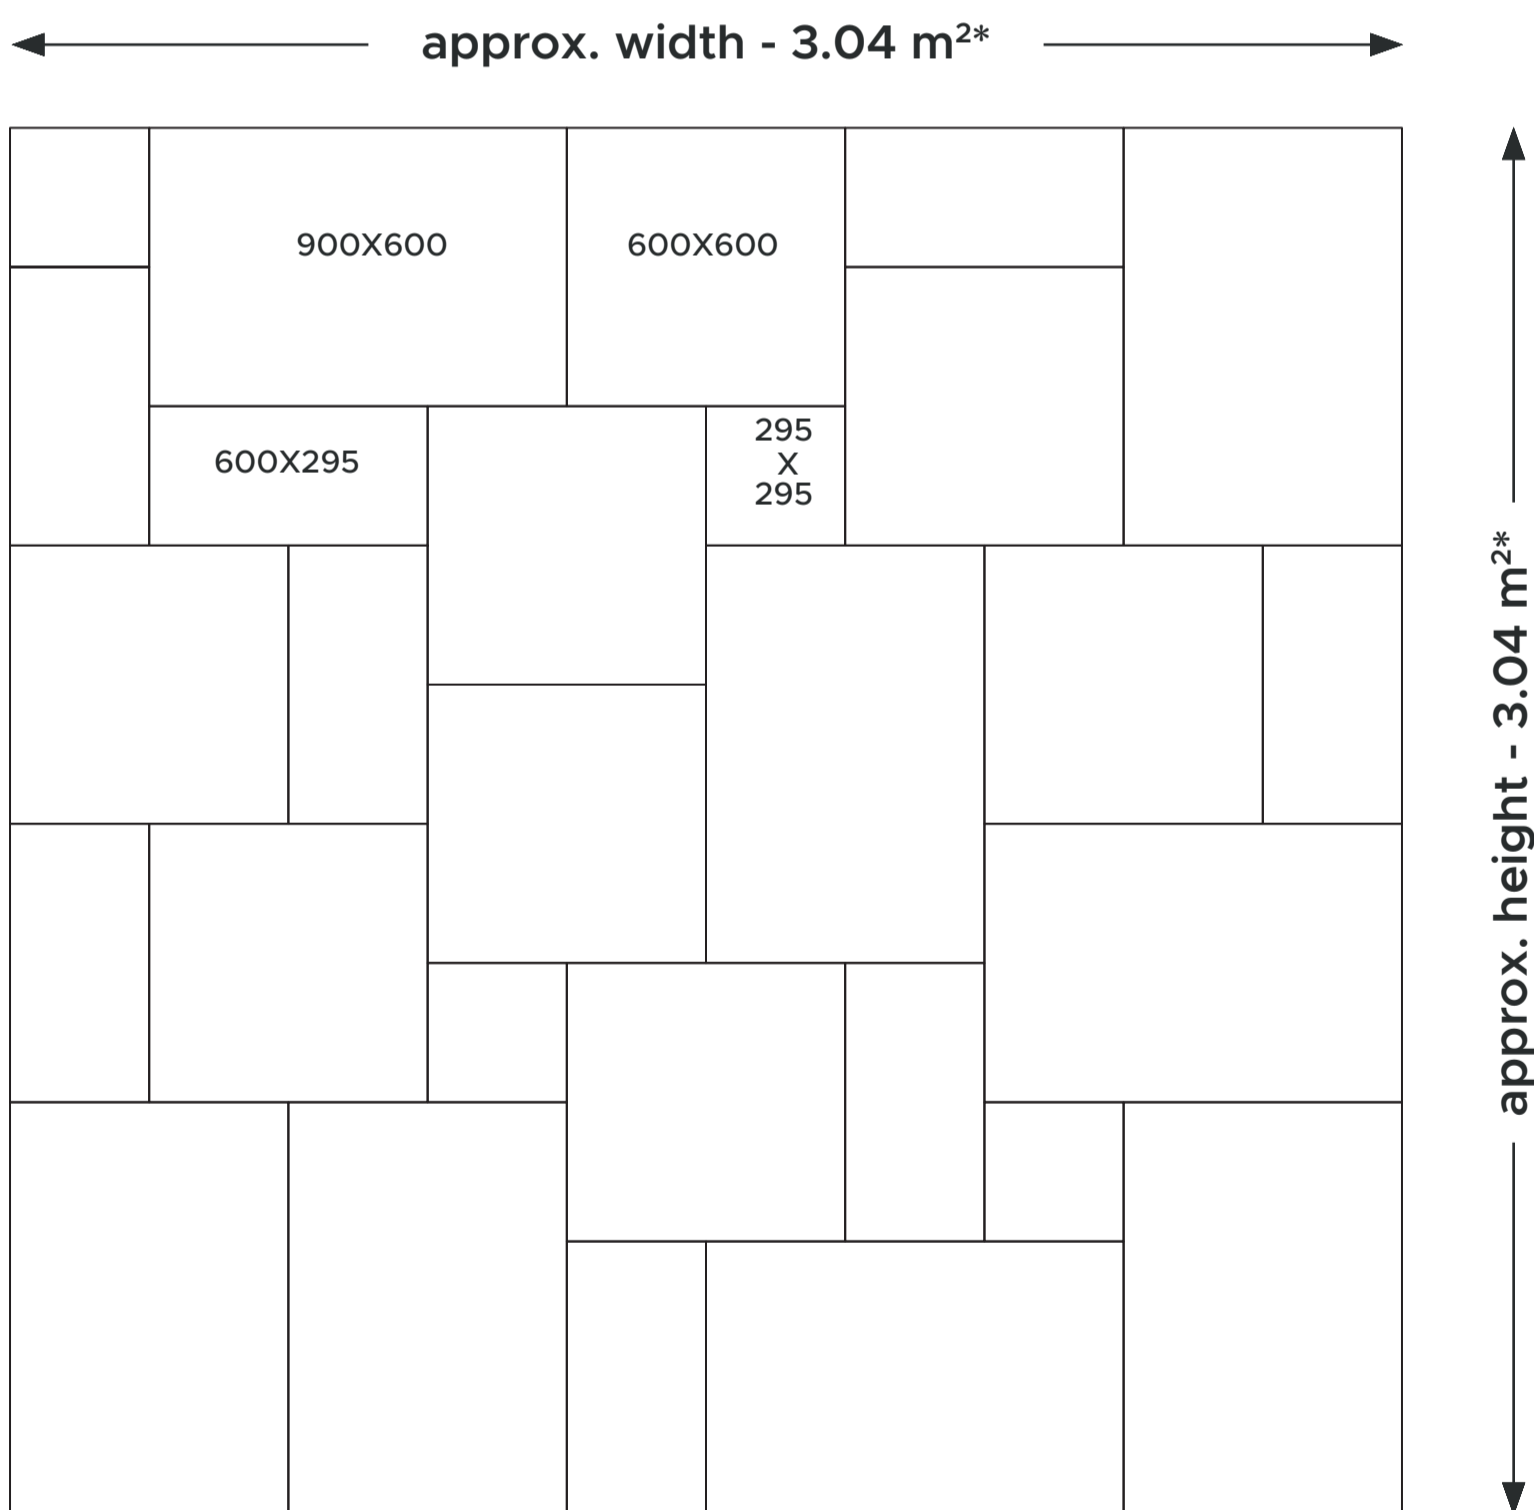 approx. width - 3.04 m²*
900X600
600X600
600X295
295
X
295
approx. height - 3.04 m²*